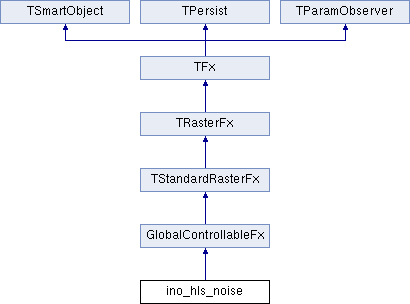 TSmartObject TPersist TParamObserver
TFx
TRasterFx
TStandardRasterFx
GlobalControllableFx
ino_hls_noise